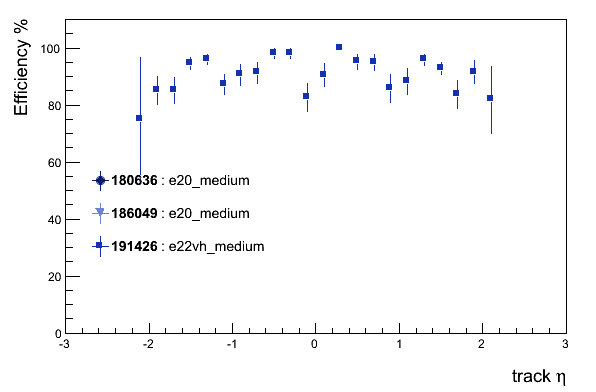 Efficiency %
100
80
60
40
20
0
180636 : e20_medium
186049 : e20_medium
191426 : e22vh_medium
-3 -2 -1 0 1 2 3
track η